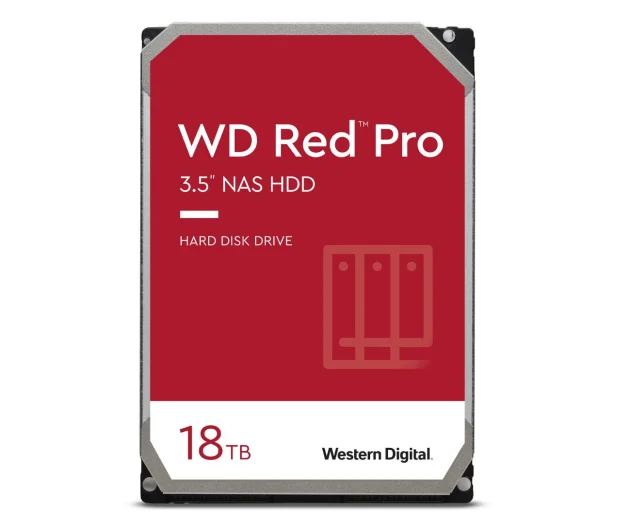 WD Red™ Pro
3.5" NAS HDD
HARD DISK DRIVE
18TB
Western Digital.